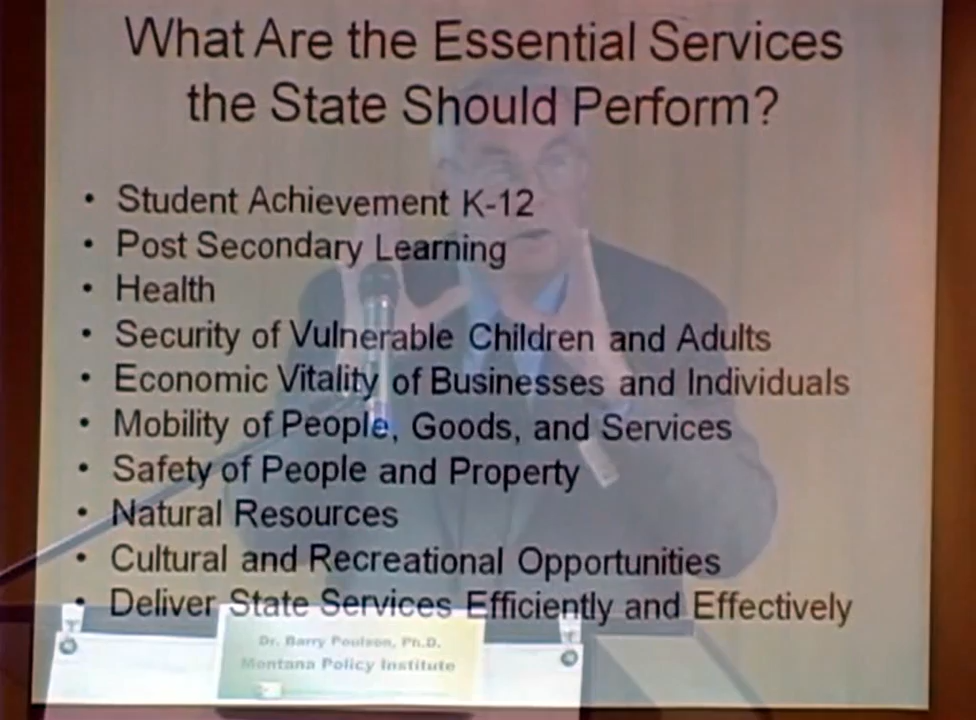 What Are the Essential Services
the State Should Perform?
• Student Achievement K-12
• Post Secondary Learning
• Health
• Security of Vulnerable Children and Adults
• Economic Vitality of Businesses and Individuals
• Mobility of People, Goods, and Services
• Safety of People and Property
• Natural Resources
• Cultural and Recreational Opportunities
• Deliver State Services Efficiently and Effectively
Dr. Barry Poulson, Ph.D.
Montana Policy Institute